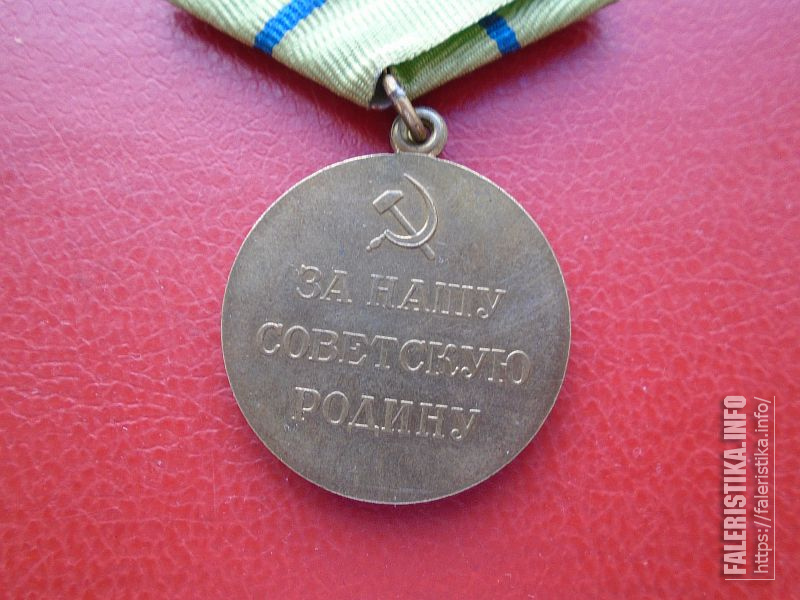 ЗА НАШУ
СОВЕТСКУЮ
РОДИНУ
FALERISTIKA.INFO
https://faleristika.info/